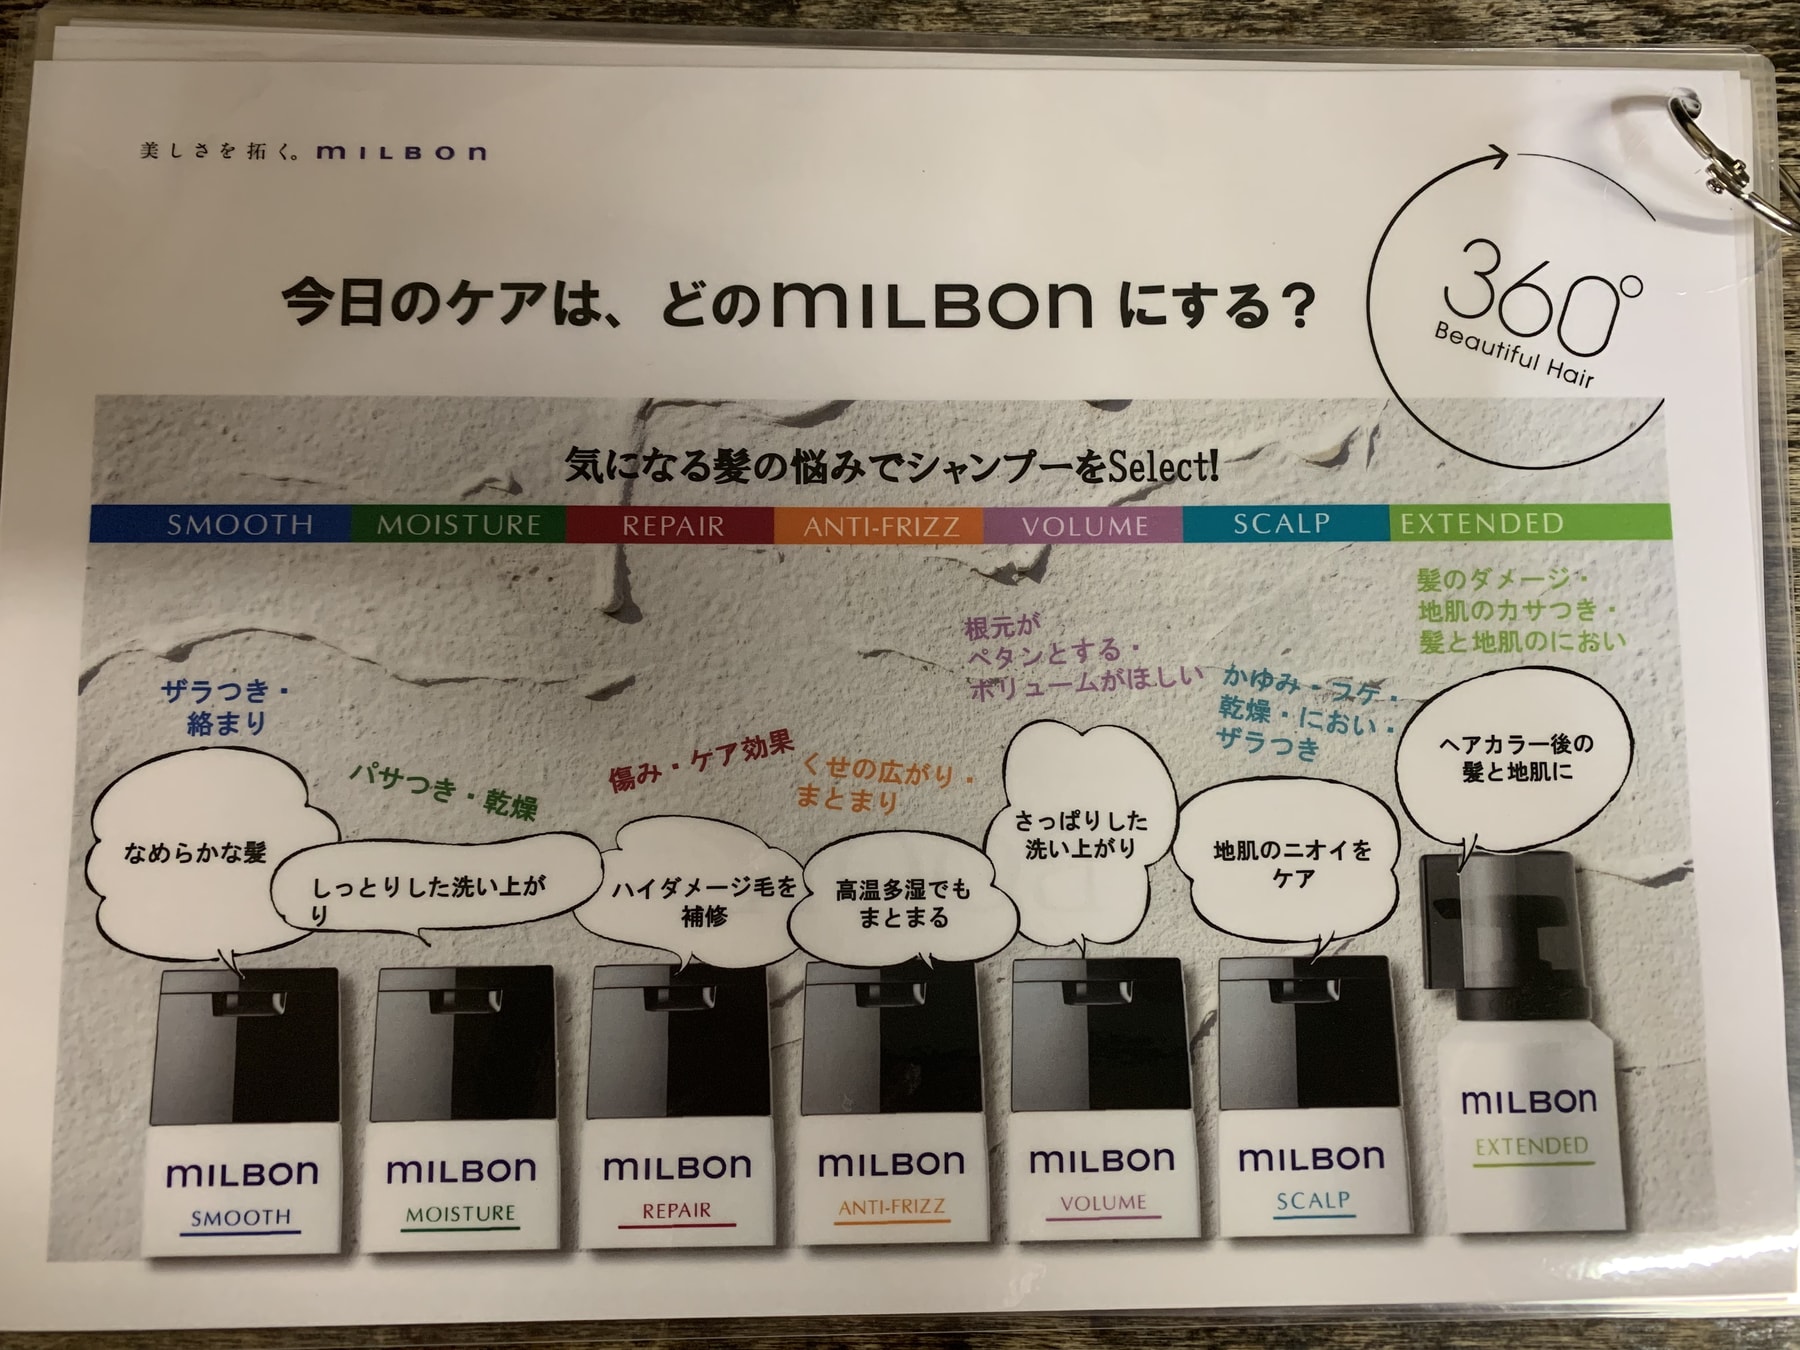 美しさを拓く。MILBON
今日のケアは、どのMILBONにする？
360°
Beautiful Hair
気になる髪の悩みでシャンプーをSelect!
SMOOTH MOISTURE REPAIR ANTI-FRIZZ VOLUME SCALP EXTENDED
ザラつき・
絡まり
なめらかな髪
パサつき・乾燥
しっとりした洗い上が
り
傷み・ケア効果
ハイダメージ毛を
補修
くせの広がり・
まとまり
高温多湿でも
まとまる
根元が
ペタンとする・
ボリュームがほしい
さっぱりした
洗い上がり
かゆみ・フケ・
乾燥・におい・
ザラつき
地肌のニオイを
ケア
髪のダメージ・
地肌のカサつき・
髪と地肌のにおい
ヘアカラー後の
髪と地肌に
MILBON
SMOOTH
MILBON
MOISTURE
MILBON
REPAIR
MILBON
ANTI-FRIZZ
MILBON
VOLUME
MILBON
SCALP
MILBON
EXTENDED